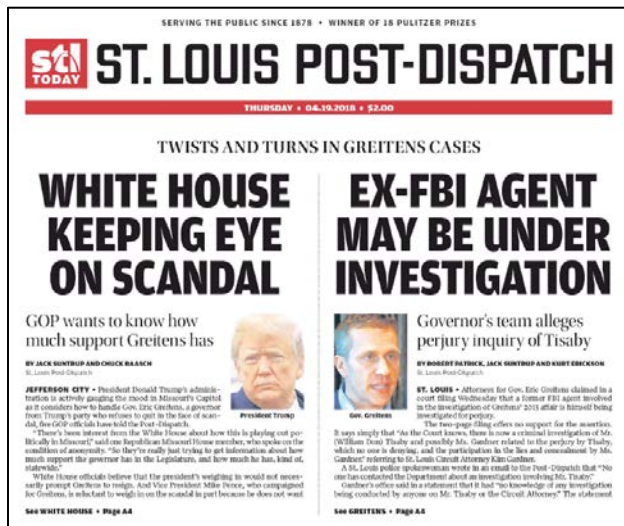 SERVING THE PUBLIC SINCE 1878 • WINNER OF 18 PULITZER PRIZES
stl
TODAY
ST. LOUIS POST-DISPATCH
THURSDAY • 04.19.2018 • $2.00
TWISTS AND TURNS IN GREITENS CASES
WHITE HOUSE
KEEPING EYE
ON SCANDAL
GOP wants to know how
much support Greitens has
BY JACK SUNTRUP AND CHUCK RAASCH
St. Louis Post-Dispatch
JEFFERSON CITY • President Donald Trump's adminis-
tration is actively gauging the mood in Missouri's Capitol
as it considers how to handle Gov. Eric Greitens, a governor
from Trump's party who refuses to quit in the face of scan-
dal, five GOP officials have told the Post-Dispatch.
President Trump
"There's been interest from the White House about how this is playing out po-
litically in Missouri," said one Republican Missouri House member, who spoke on the
condition of anonymity. "So they're really just trying to get information about how
much support the governor has in the Legislature, and how much he has, kind of,
statewide."
White House officials believe that the president's weighing in would not neces-
sarily prompt Greitens to resign. And Vice President Mike Pence, who campaigned
for Greitens, is reluctant to weigh in on the scandal in part because he does not want
See WHITE HOUSE • Page A4
EX-FBI AGENT
MAY BE UNDER
INVESTIGATION
Governor's team alleges
perjury inquiry of Tisaby
BY ROBERT PATRICK, JACK SUNTRUP AND KURT ERICKSON
St. Louis Post-Dispatch
Gov. Greitens
ST. LOUIS • Attorneys for Gov. Eric Greitens claimed in a
court filing Wednesday that a former FBI agent involved
in the investigation of Greitens' 2015 affair is himself being
investigated for perjury.
The two-page filing offers no support for the assertion.
It says simply that "As the Court knows, there is now a criminal investigation of Mr.
(William Don) Tisaby and possibly Ms. Gardner related to the perjury by Tisaby,
which no one is denying, and the participation in the lies and concealment by Ms.
Gardner," referring to St. Louis Circuit Attorney Kim Gardner.
A St. Louis police spokeswoman wrote in an email to the Post-Dispatch that "No
one has contacted the Department about an investigation involving Mr. Tisaby."
Gardner's office said in a statement that it had "no knowledge of any investigation
being conducted by anyone on Mr. Tisaby or the Circuit Attorney." The statement
See GREITENS • Page A4